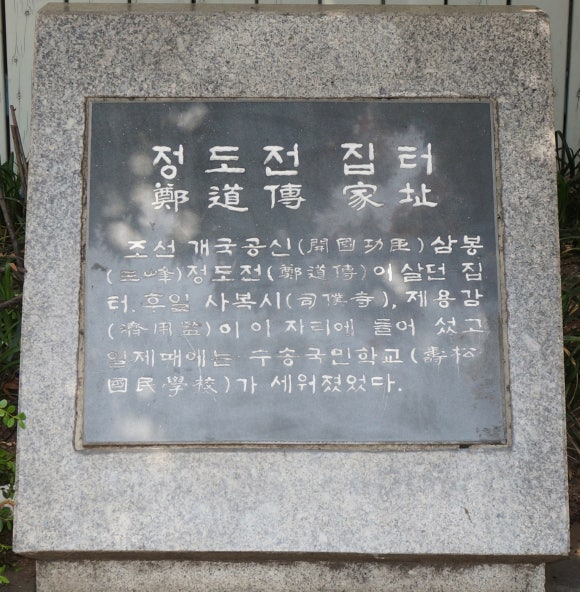 정도전 집터
鄭道傳 家址
조선 개국공신(開國功臣) 삼봉
(三峰)정도전(鄭道傳)이 살던 집
터. 후일 사복시(司僕寺), 제용감
(濟用監)이 이 자리에 들어 섰고
일제때에는 수송국민학교(壽松
國民學校)가 세워졌었다.